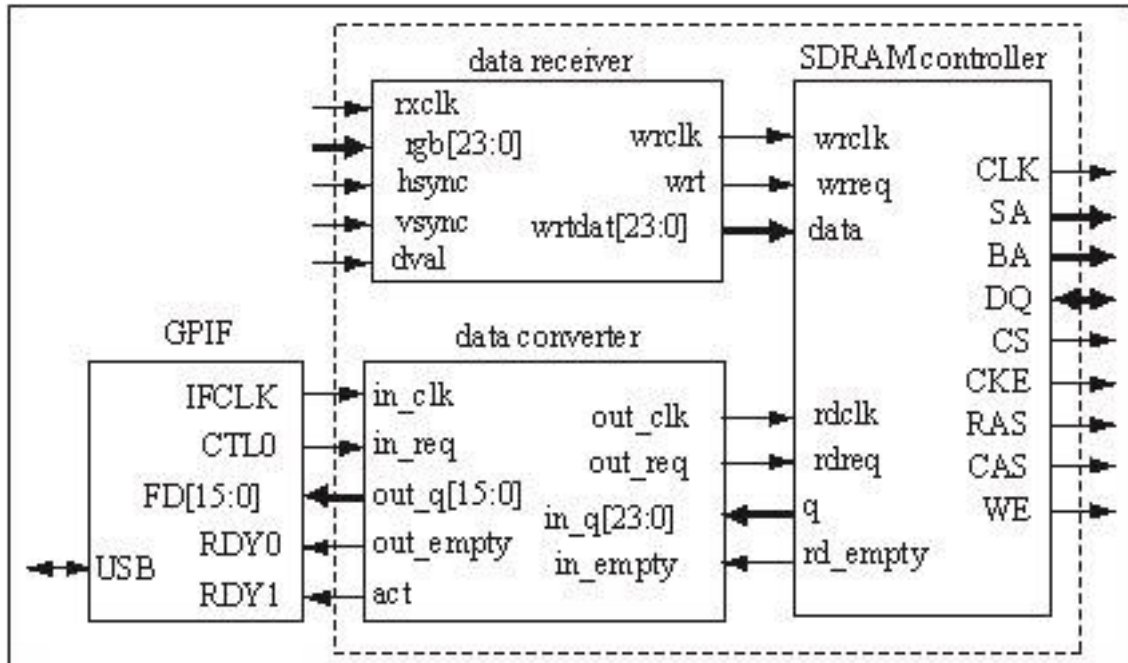 data receiver
SDRAM controller
rxclk
rgb[23:0]
hsync
vsync
dval
wrclk
wrt
wrtdat[23:0]
wrclk
wrreq
data
CLK
SA
BA
DQ
CS
CKE
RAS
CAS
WE
rdclk
rdreq
q
rd_empty
GPIF
IFCLK
CTL0
FD[15:0]
RDY0
USB
RDY1
data converter
in_clk
in_req
out_q[15:0]
out_empty
act
out_clk
out_req
in_q[23:0]
in_empty